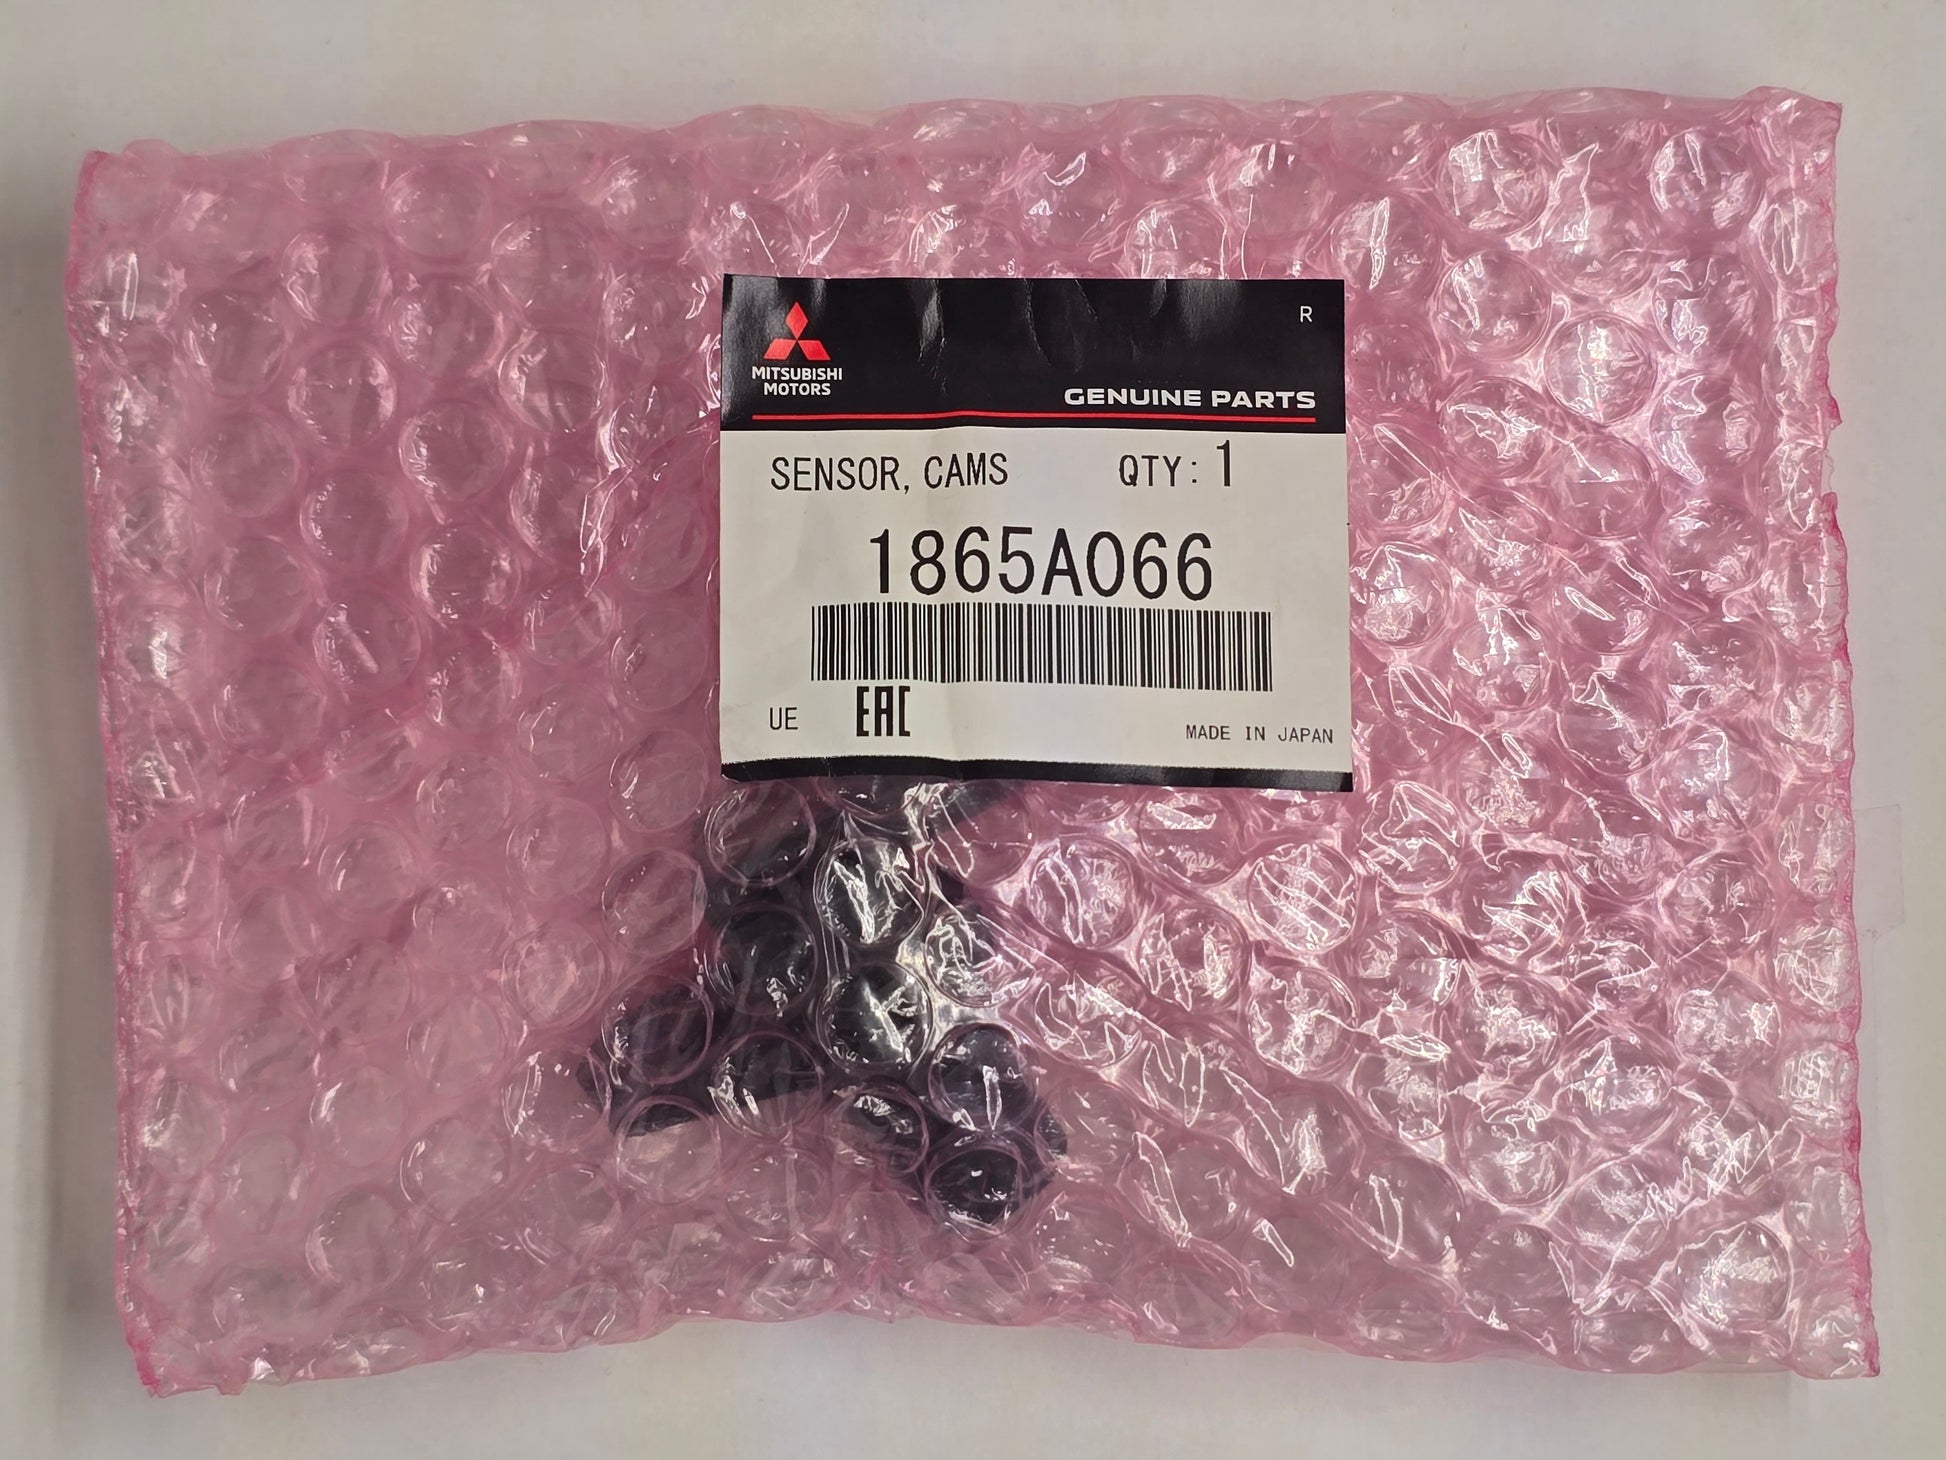 R
MITSUBISHI
MOTORS
GENUINE PARTS
SENSOR, CAMS QTY: 1
1865A066
UE EAC MADE IN JAPAN